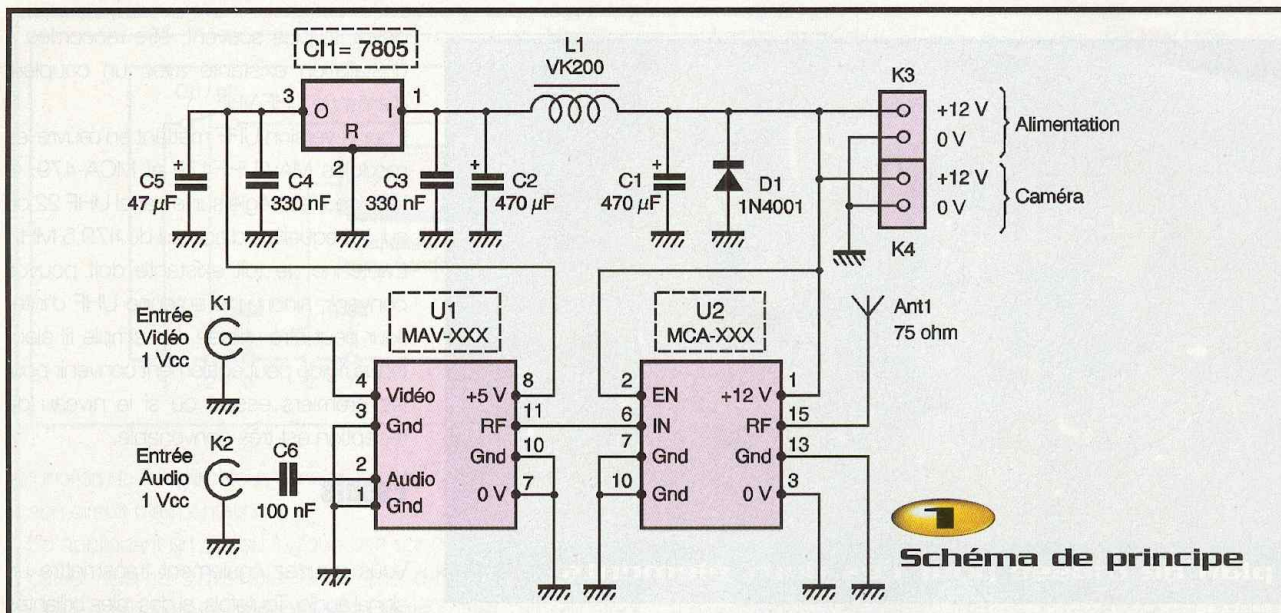 CI1= 7805
L1
VK200
K3
3
O
I
1
+12 V
0 V
Alimentation
R
2
+12 V
0 V
Caméra
K4
C5
47 µF
C4
330 nF
C3
330 nF
C2
470 µF
C1
470 µF
D1
1N4001
K1
Entrée
Vidéo
1 Vcc
U1
MAV-XXX
U2
MCA-XXX
Ant1
75 ohm
4
Vidéo
+5 V
8
3
Gnd
RF
11
K2
Entrée
Audio
1 Vcc
C6
100 nF
2
Audio
Gnd
10
1
Gnd
0 V
7
2
EN
+12 V
1
6
IN
RF
15
7
Gnd
Gnd
13
10
Gnd
0 V
3
1
Schéma de principe